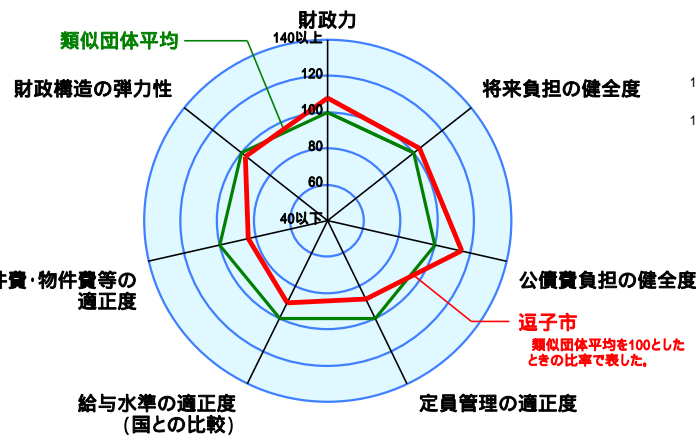 財政力
140以上
類似団体平均
120
財政構造の弾力性
将来負担の健全度
1
100
1
80
60
40以下
件費・物件費等の
適正度
公債費負担の健全度
逗子市
類似団体平均を100とした
ときの比率で表した。
給与水準の適正度
(国との比較)
定員管理の適正度